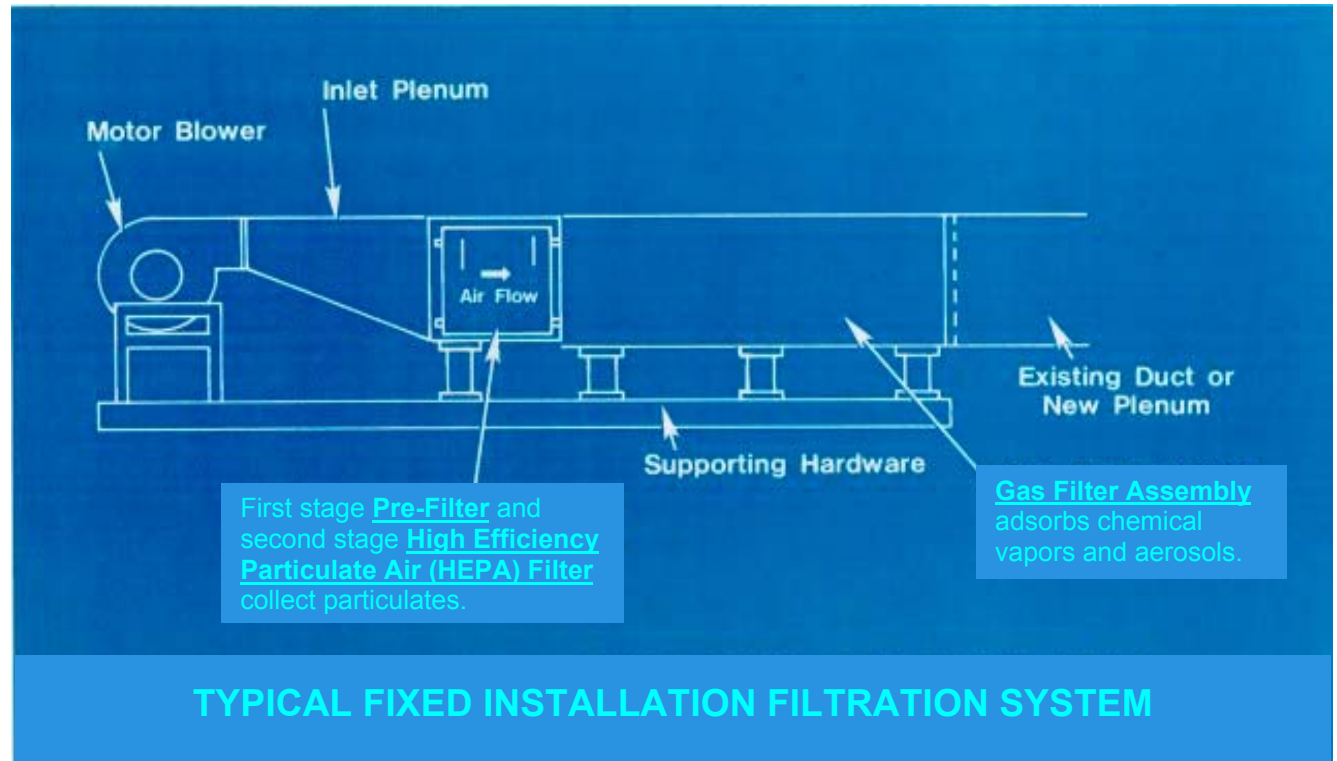 Inlet Plenum
Motor Blower
Air Flow
Existing Duct or
New Plenum
Supporting Hardware
First stage Pre-Filter and
second stage High Efficiency
Particulate Air (HEPA) Filter
collect particulates.
Gas Filter Assembly
adsorbs chemical
vapors and aerosols.
TYPICAL FIXED INSTALLATION FILTRATION SYSTEM